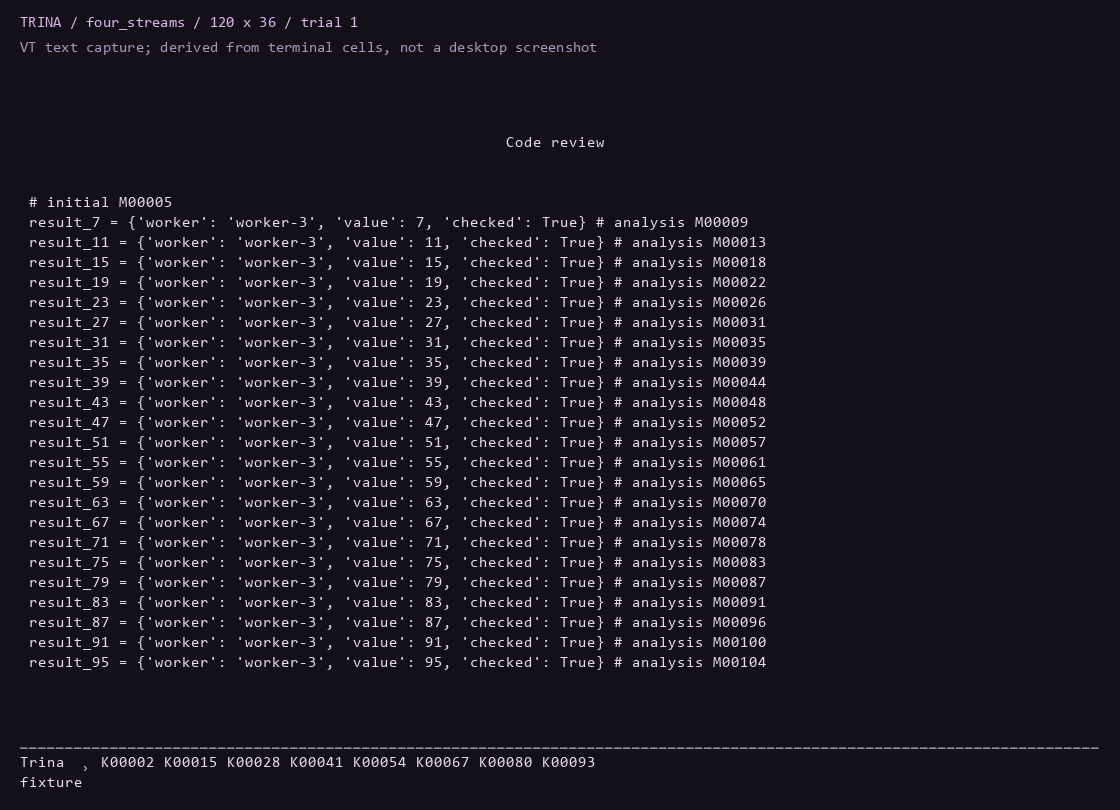 TRINA / four_streams / 120 x 36 / trial 1
VT text capture; derived from terminal cells, not a desktop screenshot
Code review
# initial M00005
result_7 = {'worker': 'worker-3', 'value': 7, 'checked': True} # analysis M00009
result_11 = {'worker': 'worker-3', 'value': 11, 'checked': True} # analysis M00013
result_15 = {'worker': 'worker-3', 'value': 15, 'checked': True} # analysis M00018
result_19 = {'worker': 'worker-3', 'value': 19, 'checked': True} # analysis M00022
result_23 = {'worker': 'worker-3', 'value': 23, 'checked': True} # analysis M00026
result_27 = {'worker': 'worker-3', 'value': 27, 'checked': True} # analysis M00031
result_31 = {'worker': 'worker-3', 'value': 31, 'checked': True} # analysis M00035
result_35 = {'worker': 'worker-3', 'value': 35, 'checked': True} # analysis M00039
result_39 = {'worker': 'worker-3', 'value': 39, 'checked': True} # analysis M00044
result_43 = {'worker': 'worker-3', 'value': 43, 'checked': True} # analysis M00048
result_47 = {'worker': 'worker-3', 'value': 47, 'checked': True} # analysis M00052
result_51 = {'worker': 'worker-3', 'value': 51, 'checked': True} # analysis M00057
result_55 = {'worker': 'worker-3', 'value': 55, 'checked': True} # analysis M00061
result_59 = {'worker': 'worker-3', 'value': 59, 'checked': True} # analysis M00065
result_63 = {'worker': 'worker-3', 'value': 63, 'checked': True} # analysis M00070
result_67 = {'worker': 'worker-3', 'value': 67, 'checked': True} # analysis M00074
result_71 = {'worker': 'worker-3', 'value': 71, 'checked': True} # analysis M00078
result_75 = {'worker': 'worker-3', 'value': 75, 'checked': True} # analysis M00083
result_79 = {'worker': 'worker-3', 'value': 79, 'checked': True} # analysis M00087
result_83 = {'worker': 'worker-3', 'value': 83, 'checked': True} # analysis M00091
result_87 = {'worker': 'worker-3', 'value': 87, 'checked': True} # analysis M00096
result_91 = {'worker': 'worker-3', 'value': 91, 'checked': True} # analysis M00100
result_95 = {'worker': 'worker-3', 'value': 95, 'checked': True} # analysis M00104
Trina › K00002 K00015 K00028 K00041 K00054 K00067 K00080 K00093
fixture